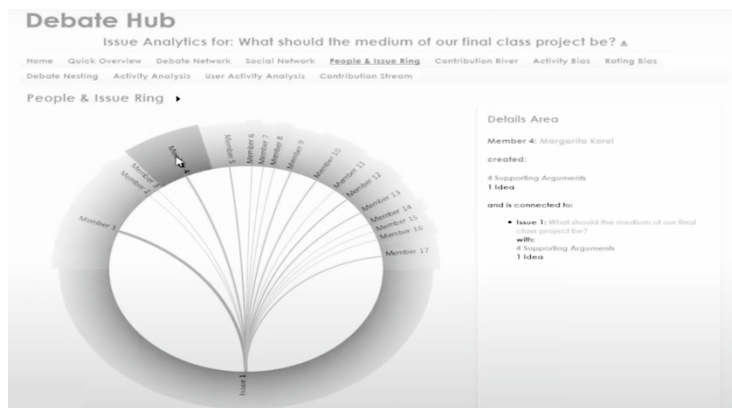 Debate Hub
Issue Analytics for: What should the medium of our final class project be?
Home Quick Overview Debate Network Social Network People & Issue Ring Contribution River Activity Bias Rating Bias
Debate Nesting Activity Analysis User Activity Analysis Contribution Stream
People & Issue Ring
Member 1
Member 2
Member 3
Member 4
Member 5
Member 6
Member 7
Member 8
Member 9
Member 10
Member 11
Member 12
Member 13
Member 14
Member 15
Member 16
Member 17
Issue 1
Details Area
Member 4: Margarita Korol
created:
4 Supporting Arguments
1 Idea
and is connected to:
Issue 1: What should the medium of our final
class project be?
with:
4 Supporting Arguments
1 Idea